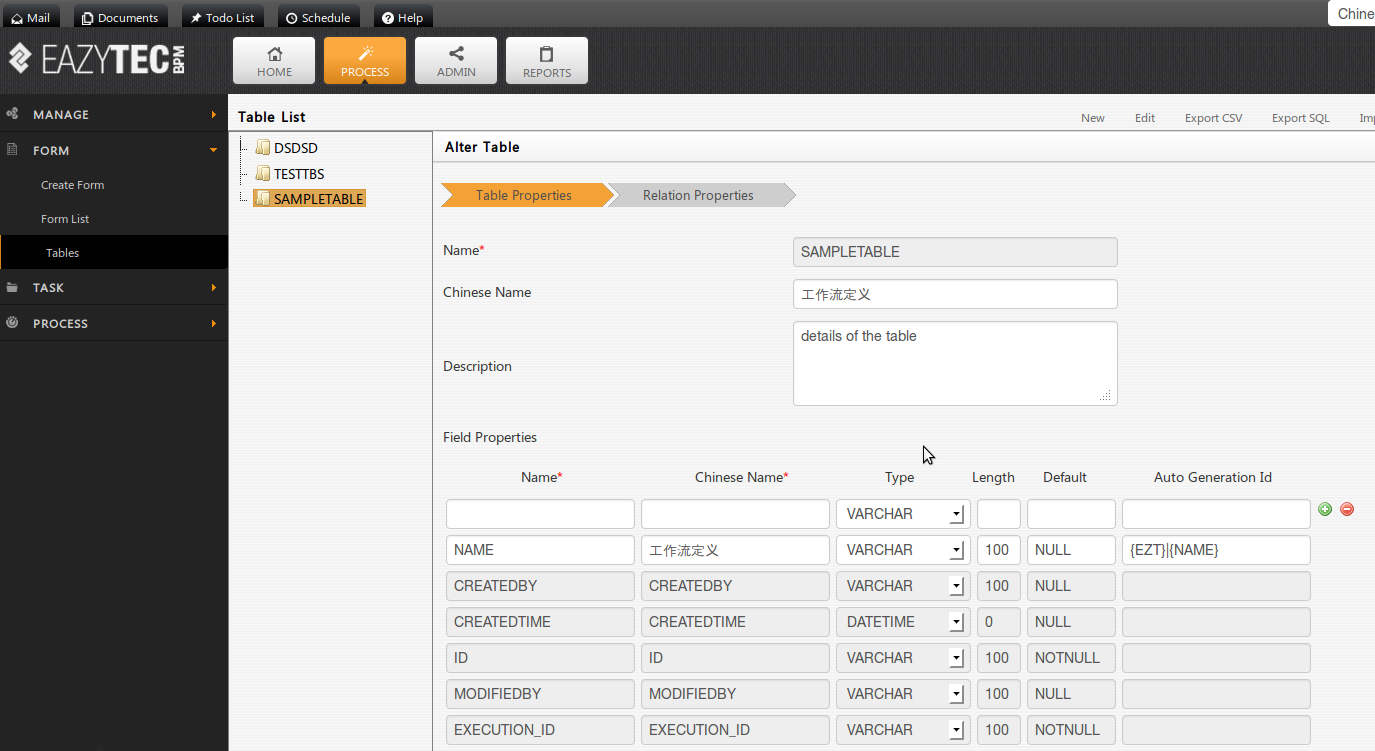 Mail Documents Todo List Schedule Help Chine
EAZYTEC BPM
HOME PROCESS ADMIN REPORTS
MANAGE
FORM
Create Form
Form List
Tables
TASK
PROCESS
Table List New Edit Export CSV Export SQL Imp
DSDSD
TESTTBS
SAMPLETABLE
Alter Table
Table Properties Relation Properties
Name* SAMPLETABLE
Chinese Name 工作流定义
Description details of the table
Field Properties
Name* Chinese Name* Type Length Default Auto Generation Id
VARCHAR
NAME 工作流定义 VARCHAR 100 NULL {EZT}|{NAME}
CREATEDBY CREATEDBY VARCHAR 100 NULL
CREATEDTIME CREATEDTIME DATETIME 0 NULL
ID ID VARCHAR 100 NOTNULL
MODIFIEDBY MODIFIEDBY VARCHAR 100 NULL
EXECUTION_ID EXECUTION_ID VARCHAR 100 NOTNULL